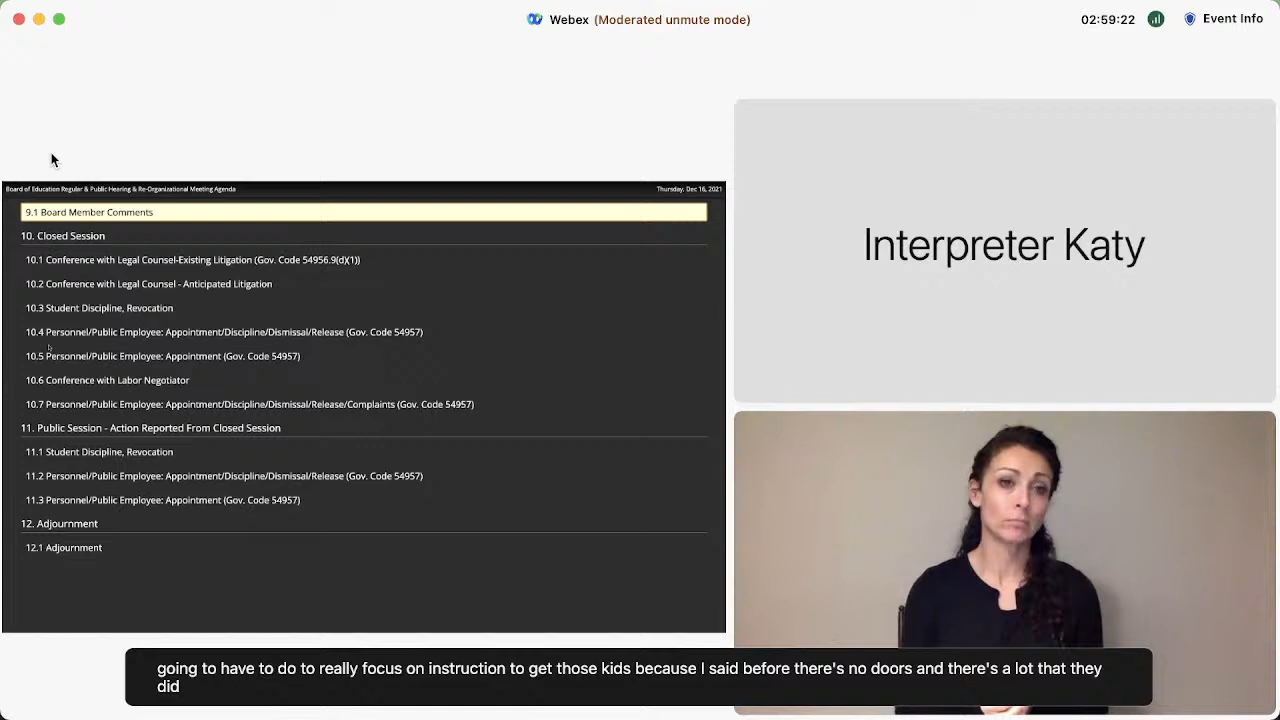 Webex (Moderated unmute mode)
02:59:22
Event Info
Board of Education Regular & Public Hearing & Re-Organizational Meeting Agenda
Thursday, Dec 16, 2021
9.1 Board Member Comments
10. Closed Session
10.1 Conference with Legal Counsel-Existing Litigation (Gov. Code 54956.9(d)(1))
10.2 Conference with Legal Counsel - Anticipated Litigation
10.3 Student Discipline, Revocation
10.4 Personnel/Public Employee: Appointment/Discipline/Dismissal/Release (Gov. Code 54957)
10.5 Personnel/Public Employee: Appointment (Gov. Code 54957)
10.6 Conference with Labor Negotiator
10.7 Personnel/Public Employee: Appointment/Discipline/Dismissal/Release/Complaints (Gov. Code 54957)
11. Public Session - Action Reported From Closed Session
11.1 Student Discipline, Revocation
11.2 Personnel/Public Employee: Appointment/Discipline/Dismissal/Release (Gov. Code 54957)
11.3 Personnel/Public Employee: Appointment (Gov. Code 54957)
12. Adjournment
12.1 Adjournment
Interpreter Katy
going to have to do to really focus on instruction to get those kids because I said before there's no doors and there's a lot that they
did